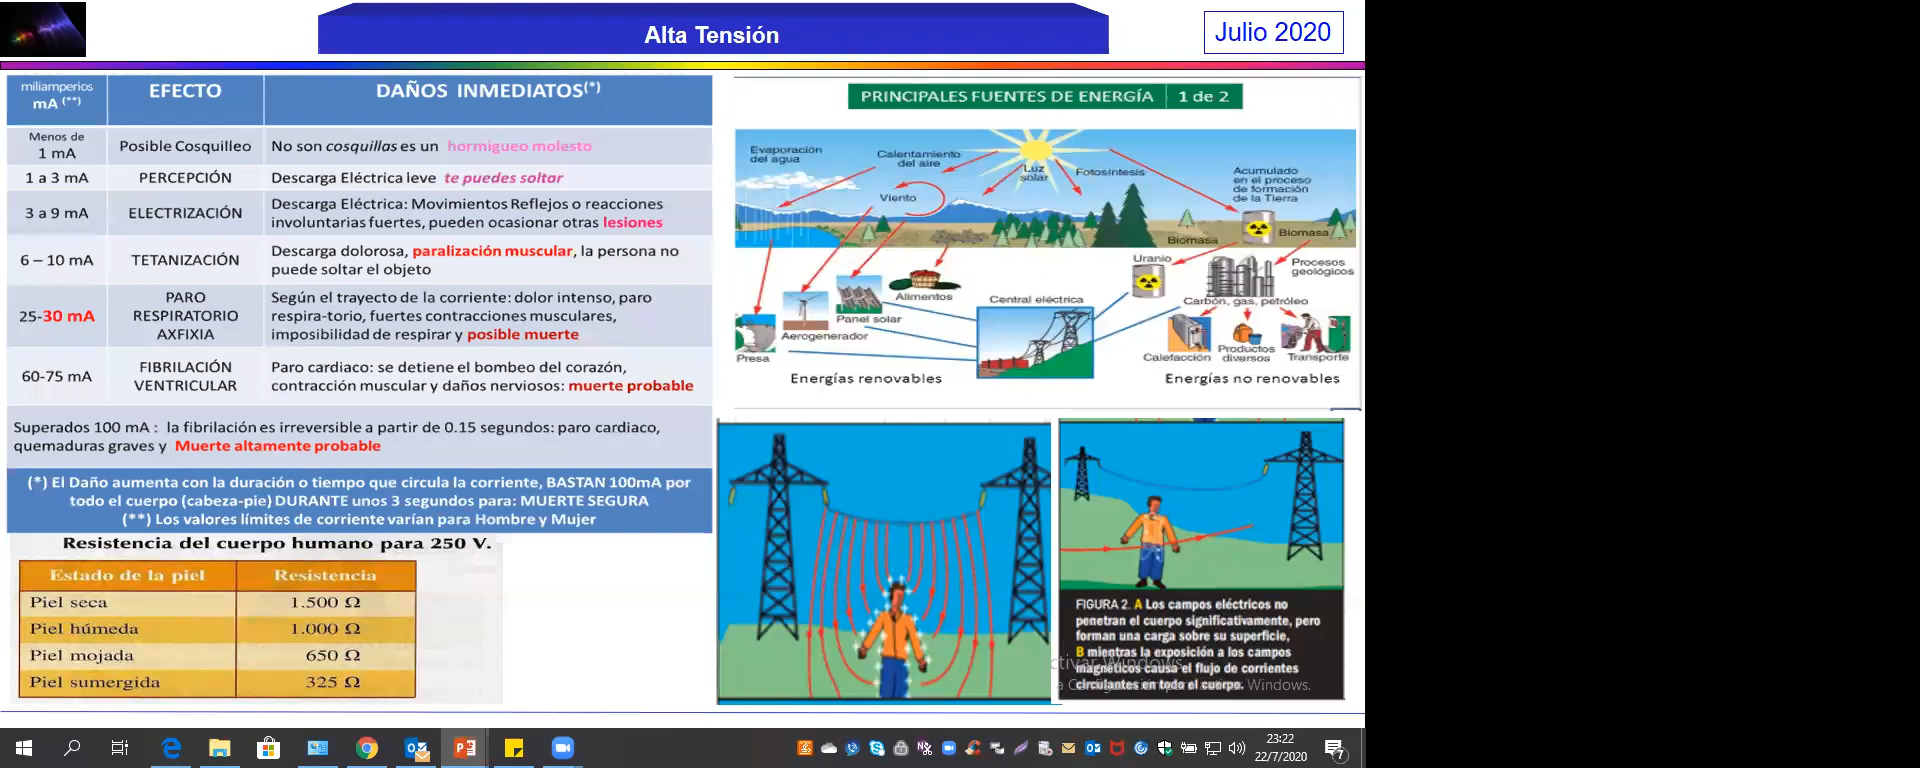 Alta Tensión
Julio 2020
miliamperios
mA (**)
EFECTO
DAÑOS INMEDIATOS(*)
Menos de
1 mA
Posible Cosquilleo
No son cosquillas es un hormigueo molesto
1 a 3 mA
PERCEPCIÓN
Descarga Eléctrica leve te puedes soltar
3 a 9 mA
ELECTRIZACIÓN
Descarga Eléctrica: Movimientos Reflejos o reacciones
involuntarias fuertes, pueden ocasionar otras lesiones
6 – 10 mA
TETANIZACIÓN
Descarga dolorosa, paralización muscular, la persona no
puede soltar el objeto
25-30 mA
PARO
RESPIRATORIO
AXFIXIA
Según el trayecto de la corriente: dolor intenso, paro
respira-torio, fuertes contracciones musculares,
imposibilidad de respirar y posible muerte
60-75 mA
FIBRILACIÓN
VENTRICULAR
Paro cardiaco: se detiene el bombeo del corazón,
contracción muscular y daños nerviosos: muerte probable
Superados 100 mA : la fibrilación es irreversible a partir de 0.15 segundos: paro cardiaco,
quemaduras graves y Muerte altamente probable
(*) El Daño aumenta con la duración o tiempo que circula la corriente, BASTAN 100mA por
todo el cuerpo (cabeza-pie) DURANTE unos 3 segundos para: MUERTE SEGURA
(**) Los valores límites de corriente varían para Hombre y Mujer
Resistencia del cuerpo humano para 250 V.
Estado de la piel
Resistencia
Piel seca
1.500 Ω
Piel húmeda
1.000 Ω
Piel mojada
650 Ω
Piel sumergida
325 Ω
PRINCIPALES FUENTES DE ENERGÍA 1 de 2
Evaporación
del agua
Calentamiento
del aire
Viento
Luz
solar
Fotosíntesis
Acumulado
en el proceso
de formación
de la Tierra
Biomasa
Biomasa
Uranio
Procesos
geológicos
Alimentos
Panel solar
Aerogenerador
Presa
Central eléctrica
Carbón, gas, petróleo
Calefacción
Productos
diversos
Transporte
Energías renovables
Energías no renovables
FIGURA 2. A Los campos eléctricos no
penetran el cuerpo significativamente, pero
forman una carga sobre su superficie,
B mientras la exposición a los campos
magnéticos causa el flujo de corrientes
circulantes en todo el cuerpo.
ctivar Windows
Windows.
23:22
22/7/2020
7